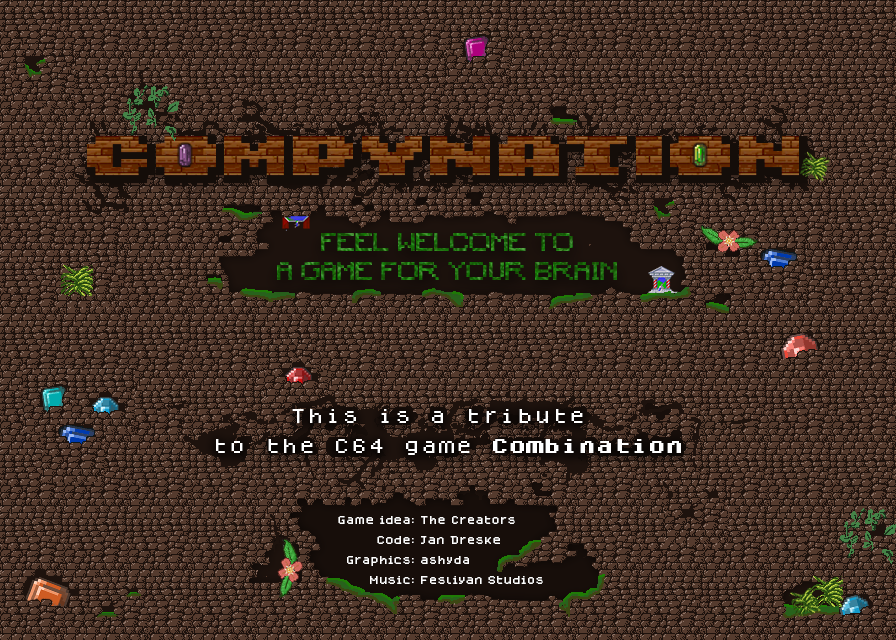 COMPYNATION
FEEL WELCOME TO
A GAME FOR YOUR BRAIN
This is a tribute
to the C64 game Combination
Game idea: The Creators
Code: Jan Dreske
Graphics: ashyda
Music: Fesliyan Studios